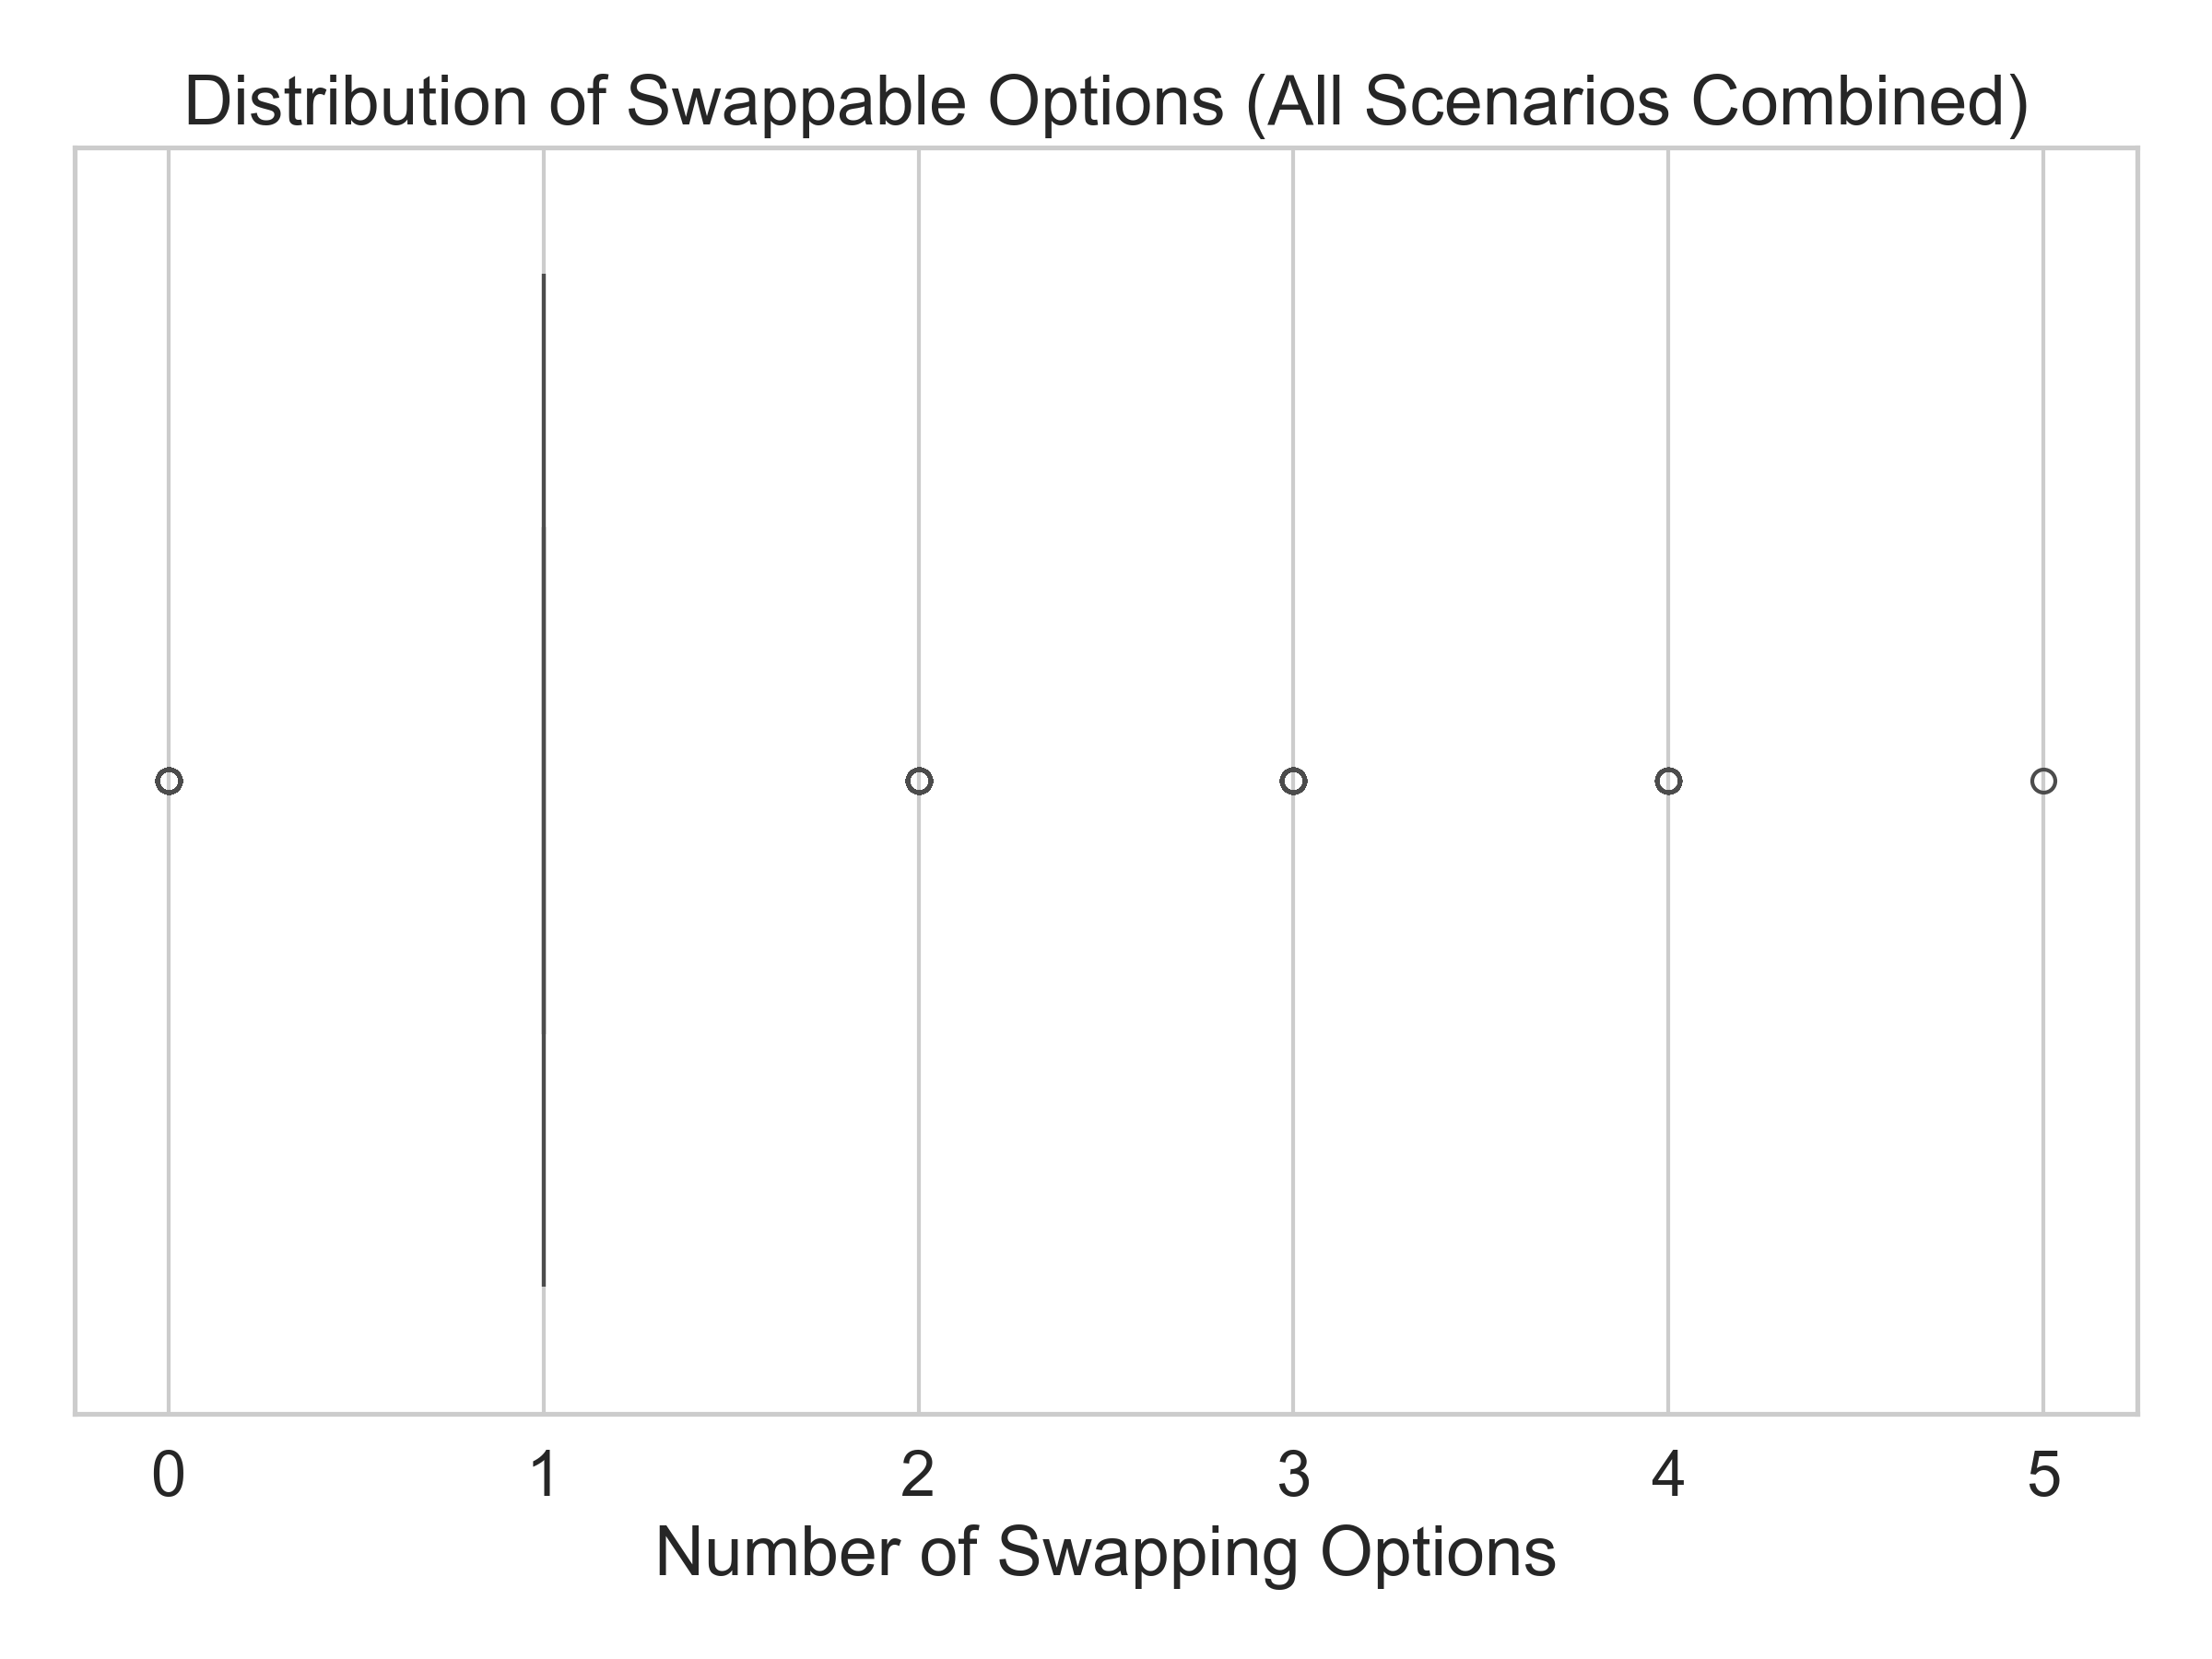 Distribution of Swappable Options (All Scenarios Combined)
0 1 2 3 4 5
Number of Swapping Options